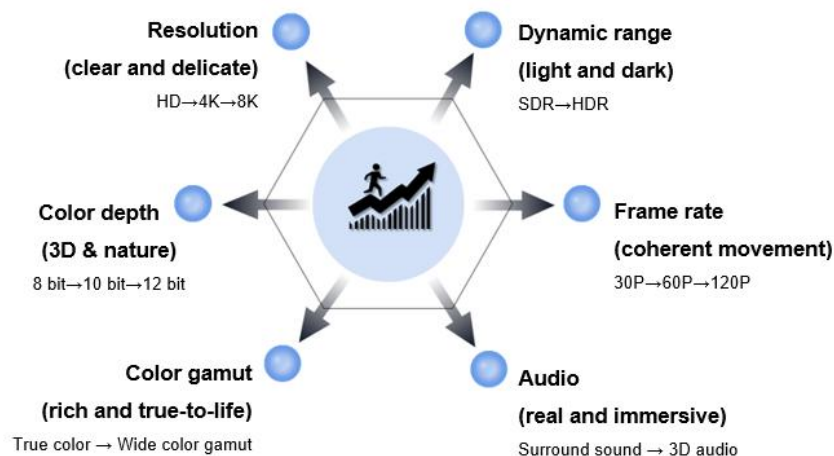 Resolution
(clear and delicate)
HD→4K→8K
Dynamic range
(light and dark)
SDR→HDR
Color depth
(3D & nature)
8 bit→10 bit→12 bit
Frame rate
(coherent movement)
30P→60P→120P
Color gamut
(rich and true-to-life)
True color → Wide color gamut
Audio
(real and immersive)
Surround sound → 3D audio